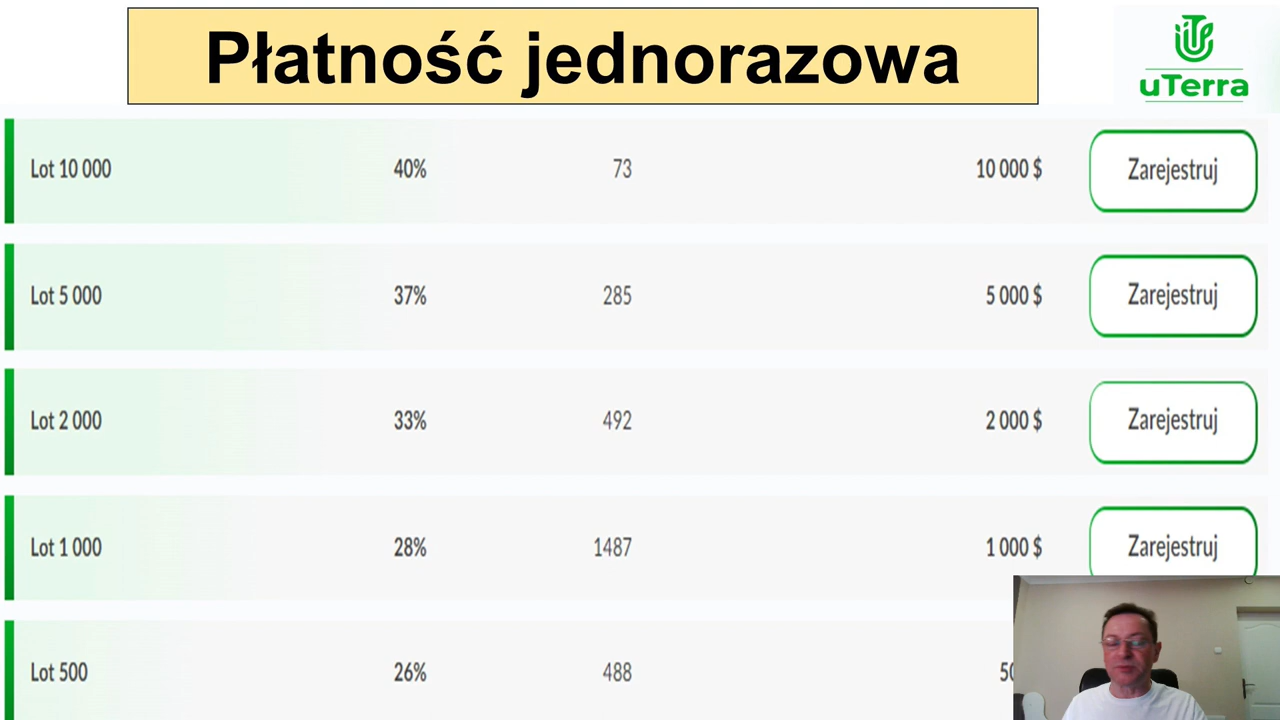 Płatność jednorazowa
uTerra
Lot 10 000 40% 73 10 000 $ Zarejestruj
Lot 5 000 37% 285 5 000 $ Zarejestruj
Lot 2 000 33% 492 2 000 $ Zarejestruj
Lot 1 000 28% 1487 1 000 $ Zarejestruj
Lot 500 26% 488